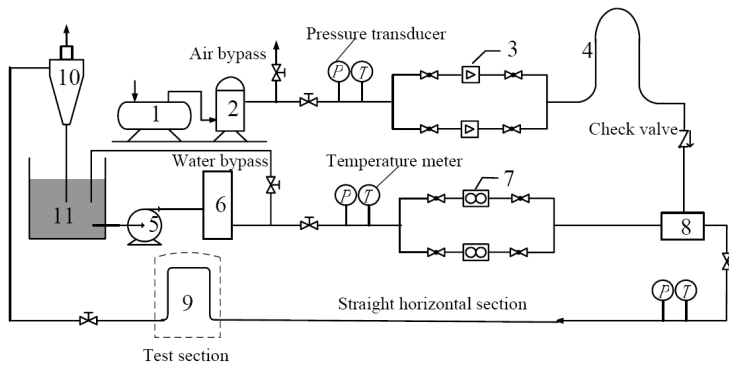 Pressure transducer
Air bypass
3
4
10
P T
2
1
Check valve
Water bypass
Temperature meter
7
6
P T
11
5
8
9
Straight horizontal section
P T
Test section